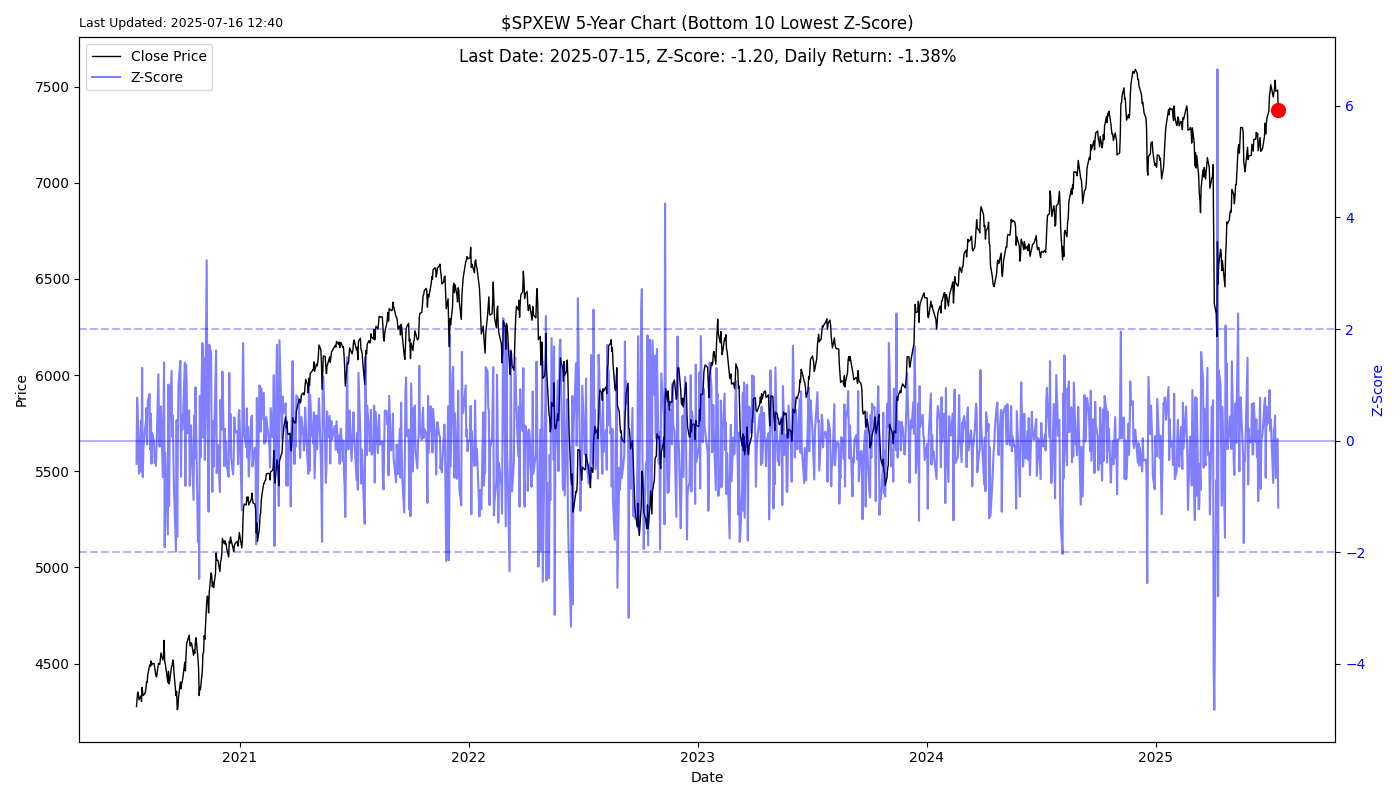 Last Updated: 2025-07-16 12:40
$SPXEW 5-Year Chart (Bottom 10 Lowest Z-Score)
Last Date: 2025-07-15, Z-Score: -1.20, Daily Return: -1.38%
Close Price
Z-Score
7500
7000
6500
6000
5500
5000
4500
Price
6
4
2
0
−2
−4
Z-Score
2021
2022
2023
2024
2025
Date